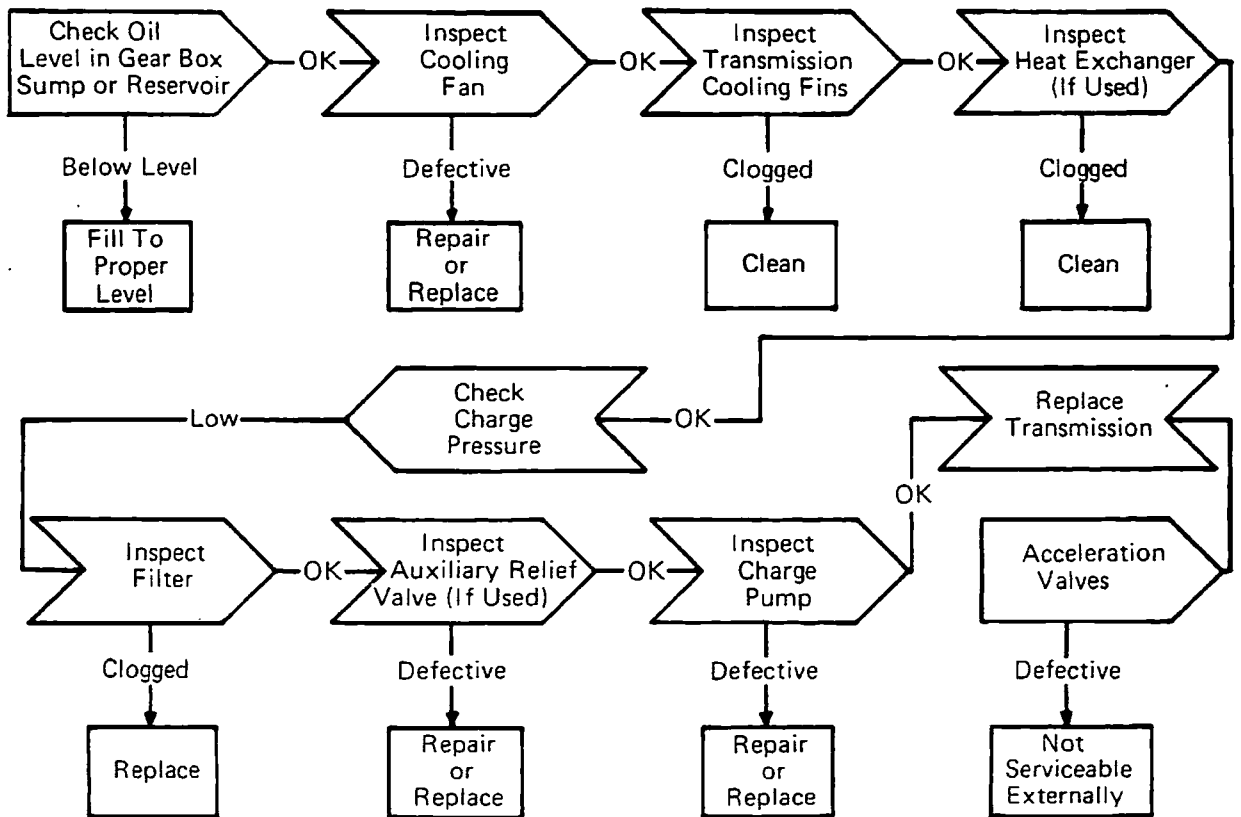 Check Oil
Level in Gear Box
Sump or Reservoir
OK
Inspect
Cooling
Fan
OK
Inspect
Transmission
Cooling Fins
OK
Inspect
Heat Exchanger
(If Used)
Below Level
Defective
Clogged
Clogged
Fill To
Proper
Level
Repair
or
Replace
Clean
Clean
Low
Check
Charge
Pressure
OK
Replace
Transmission
OK
Inspect
Filter
OK
Inspect
Auxiliary Relief
Valve (If Used)
OK
Inspect
Charge
Pump
Acceleration
Valves
Clogged
Defective
Defective
Defective
Replace
Repair
or
Replace
Repair
or
Replace
Not
Serviceable
Externally